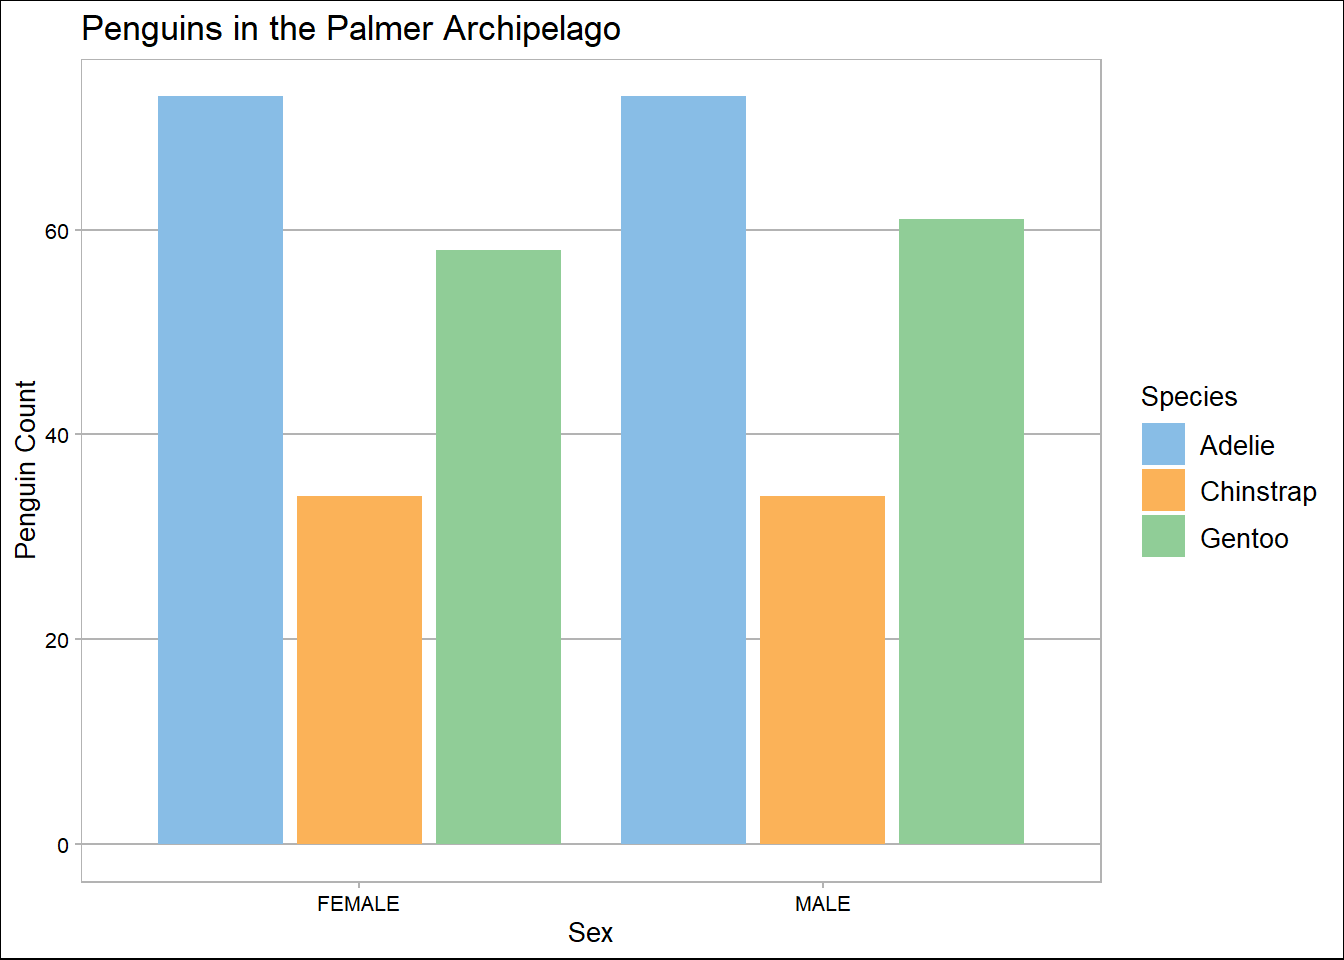 Penguins in the Palmer Archipelago
60
40
20
0
Penguin Count
FEMALE
MALE
Sex
Species
Adelie
Chinstrap
Gentoo